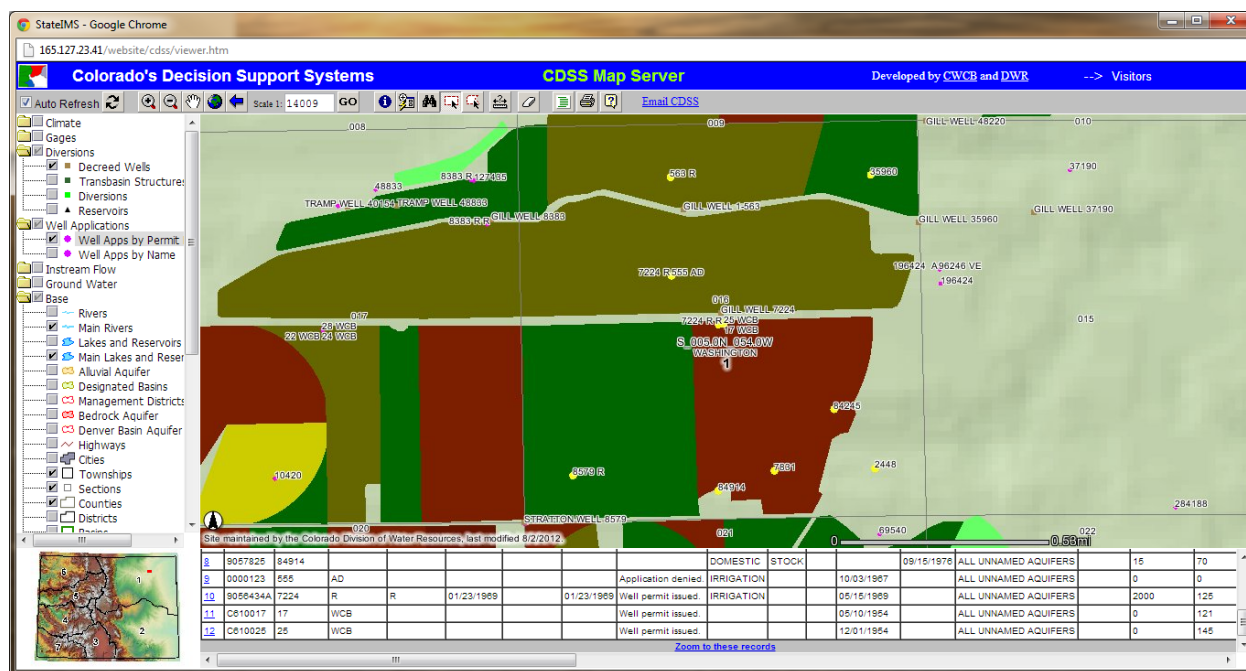 StateIMS - Google Chrome
165.127.23.41/website/cdss/viewer.htm
Colorado's Decision Support Systems CDSS Map Server Developed by CWCB and DWR --> Visitors
Auto Refresh Scale 1: 14009 GO Email CDSS
Climate
Gages
Diversions
Decreed Wells
Transbasin Structures
Diversions
Reservoirs
Well Applications
Well Apps by Permit
Well Apps by Name
Instream Flow
Ground Water
Base
Rivers
Main Rivers
Lakes and Reservoirs
Main Lakes and Reser
Alluvial Aquifer
Designated Basins
Management Districts
Bedrock Aquifer
Denver Basin Aquifer
Highways
Cities
Townships
Sections
Counties
Districts
Basins
008 009 GILL WELL 48220 010
48833 8383 R 127435 563 R 35960 37190
TRAMP WELL 40154 TRAMP WELL 48833 GILL WELL 1-563 GILL WELL 37190
8383 R R GILL WELL 8383 GILL WELL 35960
7224 R 555 AD 196424 A 96246 VE
196424
016
017 GILL WELL 7224 015
28 WCB 7224 R R 25 WCB
22 WCB 24 WCB 17 WCB
S_005.0N_054.0W
WASHINGTON
1
84245
10420 8579 R 7801 2448
84914
284188
STRATTON WELL 8579
020 021 69540 022
Site maintained by the Colorado Division of Water Resources, last modified 8/2/2012. 0 0.53mi
8 9057825 84914 DOMESTIC STOCK 09/15/1976 ALL UNNAMED AQUIFERS 15 70
9 0000123 555 AD Application denied. IRRIGATION 10/03/1967 ALL UNNAMED AQUIFERS 0 0
10 9056434A 7224 R R 01/23/1969 01/23/1969 Well permit issued. IRRIGATION 05/15/1969 ALL UNNAMED AQUIFERS 2000 125
11 C610017 17 WCB Well permit issued. 05/10/1954 ALL UNNAMED AQUIFERS 0 121
12 C610025 25 WCB Well permit issued. 12/01/1954 ALL UNNAMED AQUIFERS 0 145
Zoom to these records
6 1
5
4 2
7 3